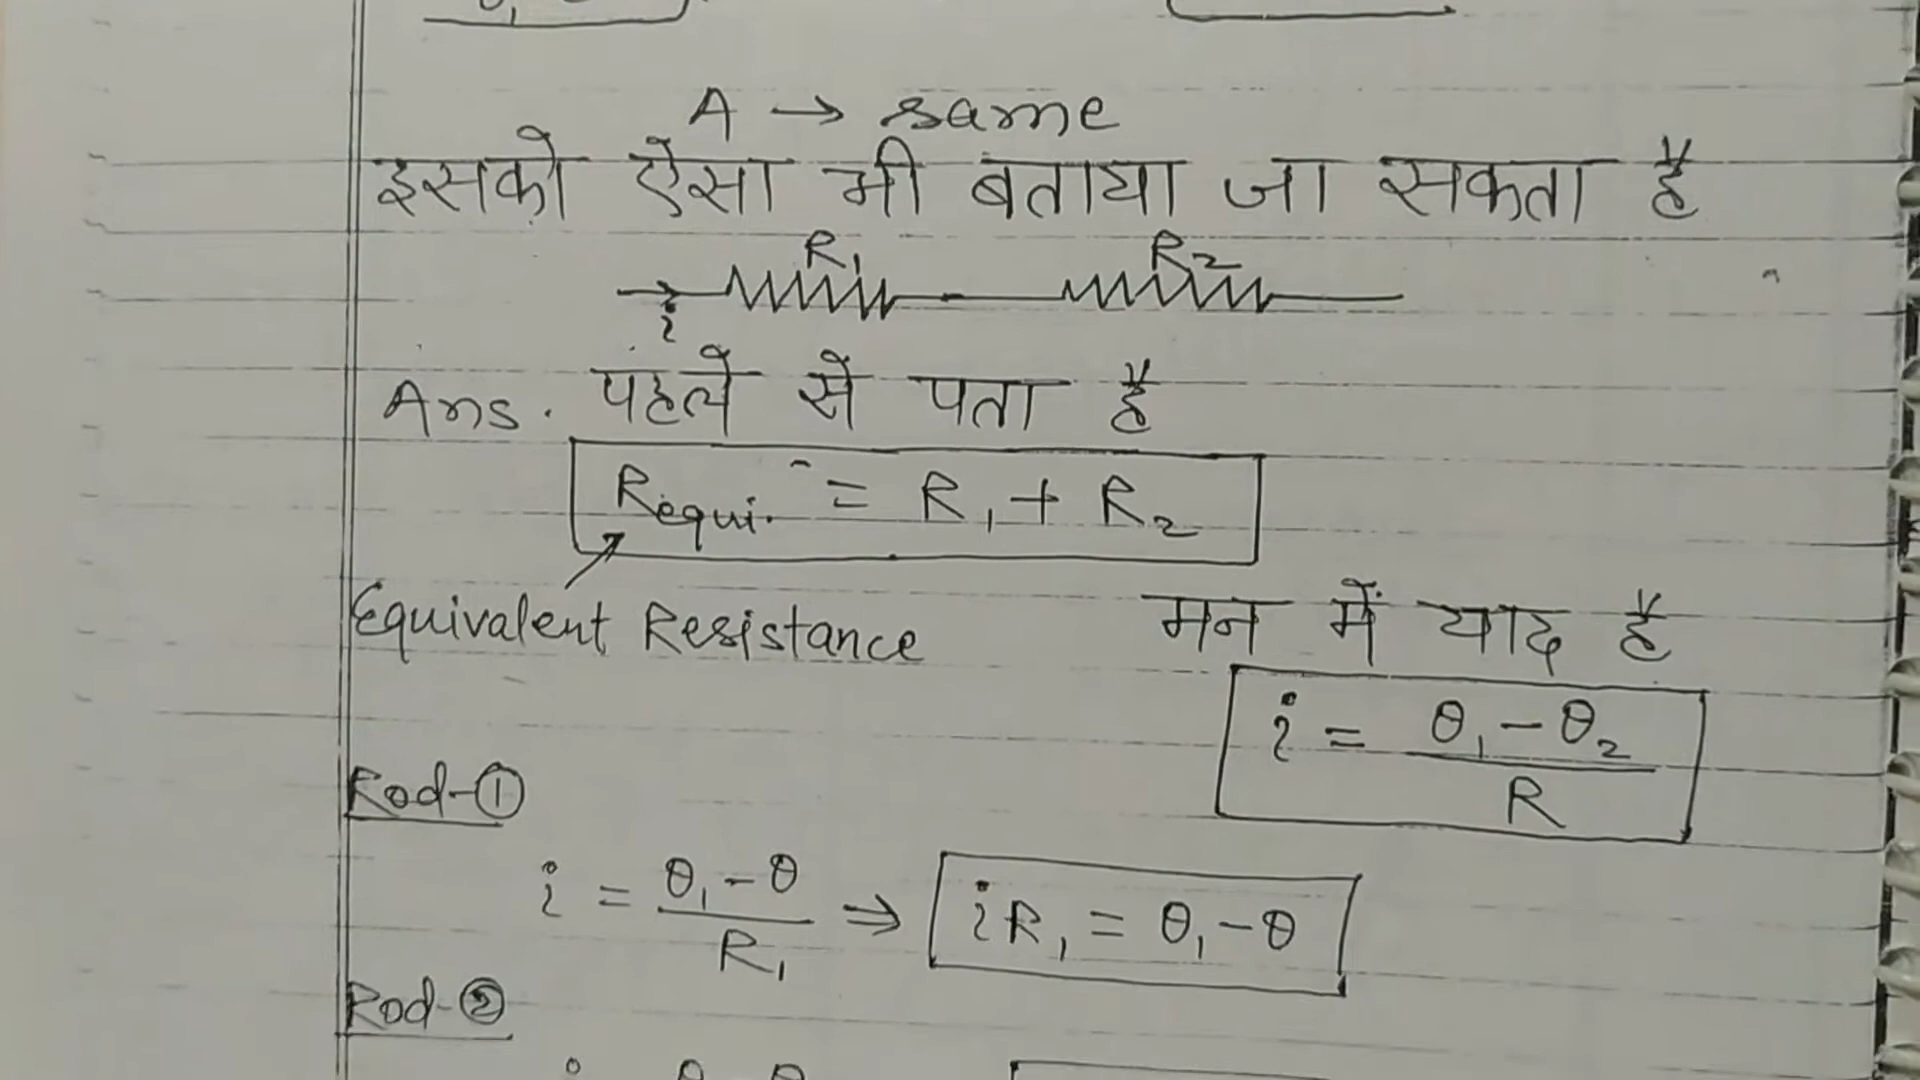 A → same
इसको ऐसा भी बताया जा सकता है
R₁ R₂
i
Ans. पहले से पता है
Requi. = R₁ + R₂
Equivalent Resistance
मन में याद है
i = θ₁ - θ₂ / R
Rod-①
i = θ₁ - θ / R₁ ⇒ iR₁ = θ₁ - θ
Rod-②